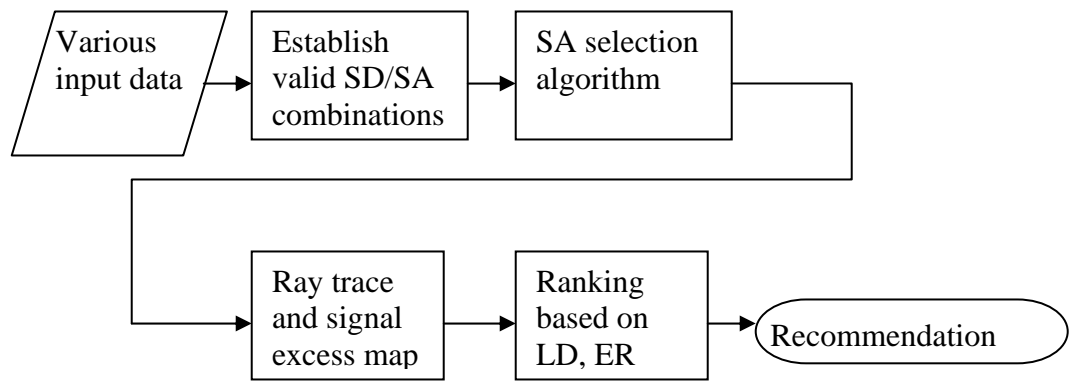 Various
input data
Establish
valid SD/SA
combinations
SA selection
algorithm
Ray trace
and signal
excess map
Ranking
based on
LD, ER
Recommendation